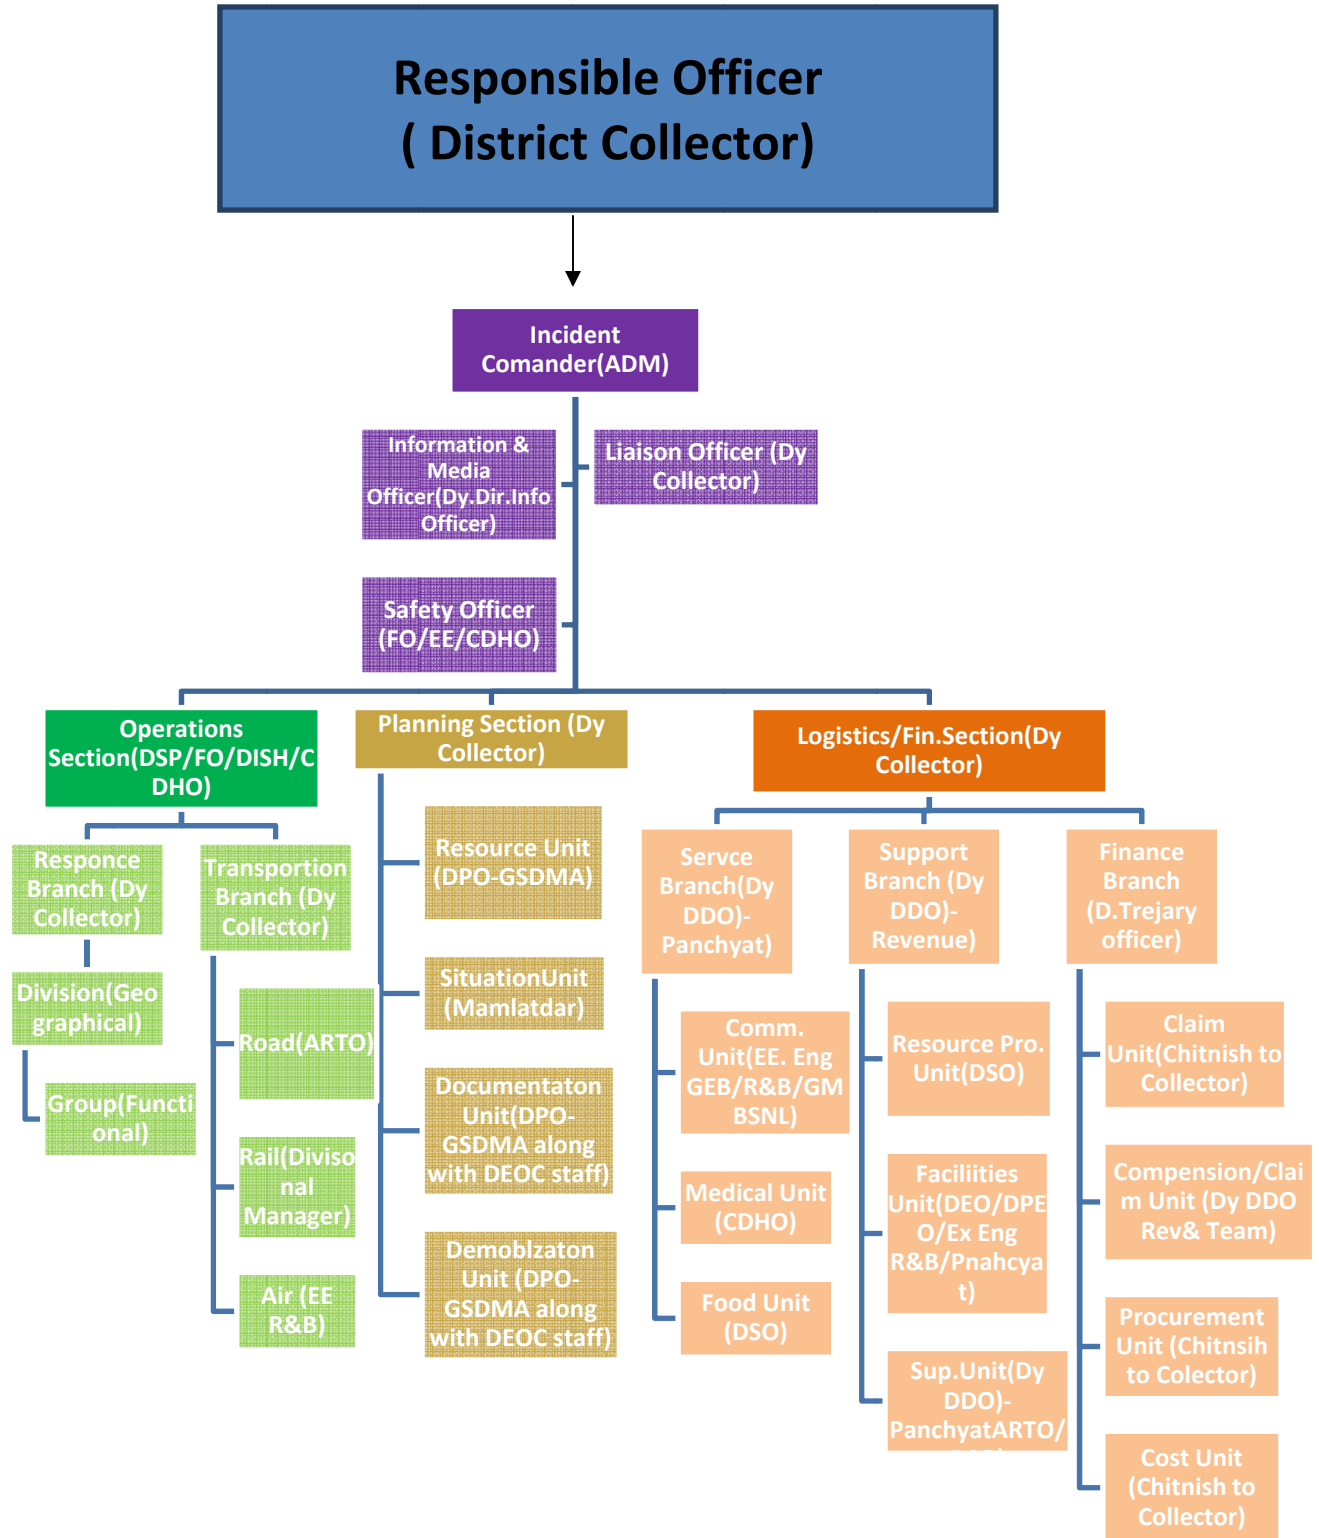 Responsible Officer
( District Collector)
Incident
Comander(ADM)
Information &
Media
Officer(Dy.Dir.Info
Officer)
Liaison Officer (Dy
Collector)
Safety Officer
(FO/EE/CDHO)
Operations
Section(DSP/FO/DISH/C
DHO)
Planning Section (Dy
Collector)
Logistics/Fin.Section(Dy
Collector)
Responce
Branch (Dy
Collector)
Division(Geo
graphical)
Group(Functi
onal)
Transportion
Branch (Dy
Collector)
Road(ARTO)
Rail(Diviso
nal
Manager)
Air (EE
R&B)
Resource Unit
(DPO-GSDMA)
SituationUnit
(Mamlatdar)
Documentaton
Unit(DPO-
GSDMA along
with DEOC staff)
Demoblzaton
Unit (DPO-
GSDMA along
with DEOC staff)
Servce
Branch(Dy
DDO)-
Panchyat)
Comm.
Unit(EE. Eng
GEB/R&B/GM
BSNL)
Medical Unit
(CDHO)
Food Unit
(DSO)
Support
Branch (Dy
DDO)-
Revenue)
Resource Pro.
Unit(DSO)
Faciliities
Unit(DEO/DPE
O/Ex Eng
R&B/Pnahcya
t)
Sup.Unit(Dy
DDO)-
PanchyatARTO/
Finance
Branch
(D.Trejary
officer)
Claim
Unit(Chitnish to
Collector)
Compension/Clai
m Unit (Dy DDO
Rev& Team)
Procurement
Unit (Chitnsih
to Colector)
Cost Unit
(Chitnish to
Collector)